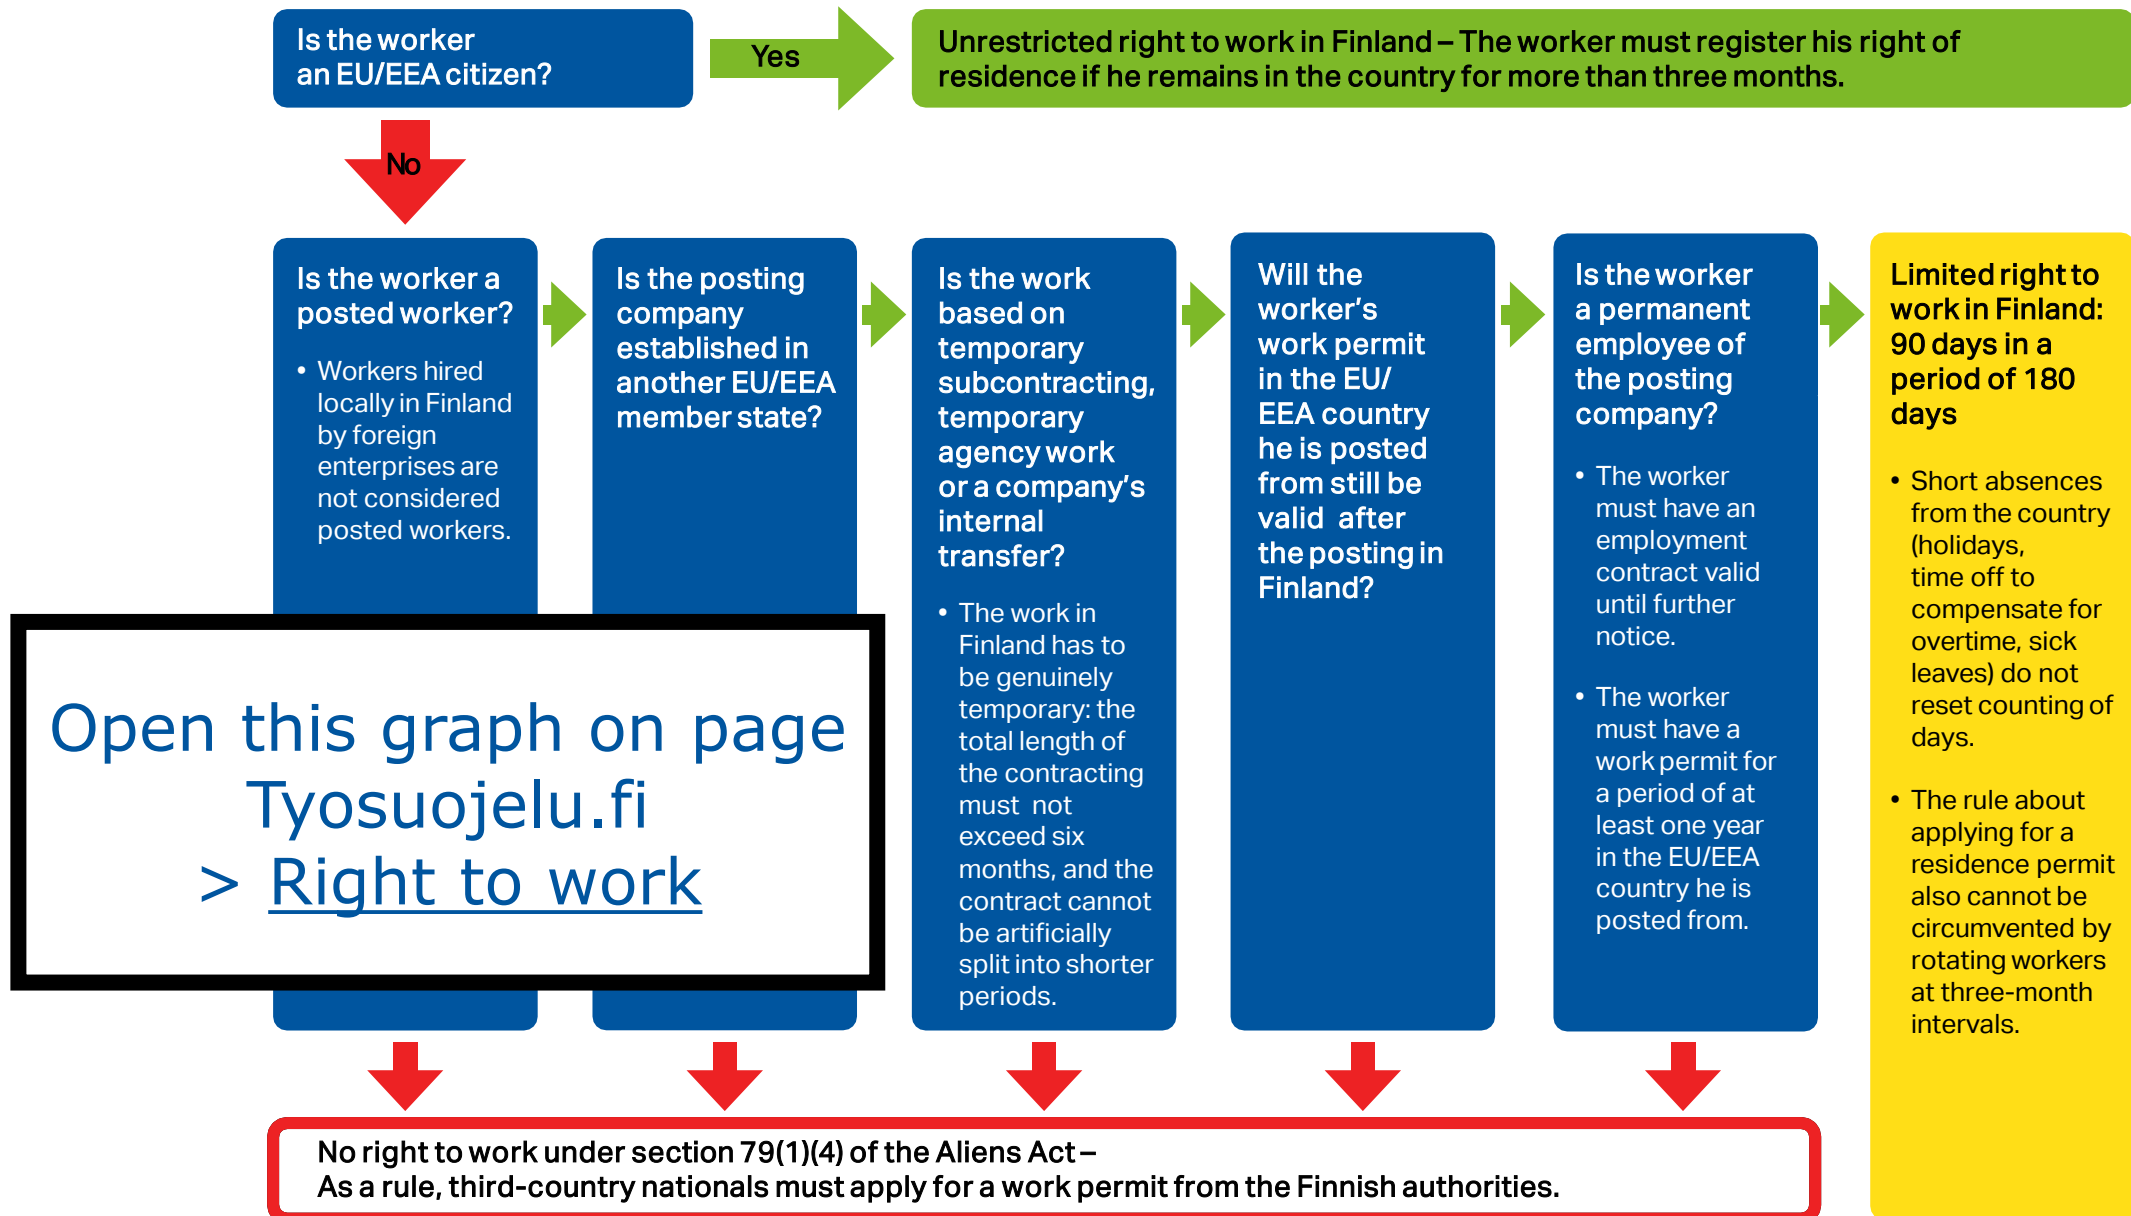 Is the worker
an EU/EEA citizen?
Yes
Unrestricted right to work in Finland – The worker must register his right of
residence if he remains in the country for more than three months.
No
Is the worker a
posted worker?
• Workers hired
locally in Finland
by foreign
enterprises are
not considered
posted workers.
Is the posting
company
established in
another EU/EEA
member state?
Is the work
based on
temporary
subcontracting,
temporary
agency work
or a company's
internal
transfer?
• The work in
Finland has to
be genuinely
temporary: the
total length of
the contracting
must not
exceed six
months, and the
contract cannot
be artificially
split into shorter
periods.
Will the
worker's
work permit
in the EU/
EEA country
he is posted
from still be
valid after
the posting in
Finland?
Is the worker
a permanent
employee of
the posting
company?
• The worker
must have an
employment
contract valid
until further
notice.
• The worker
must have a
work permit for
a period of at
least one year
in the EU/EEA
country he is
posted from.
Limited right to
work in Finland:
90 days in a
period of 180
days
• Short absences
from the country
(holidays,
time off to
compensate for
overtime, sick
leaves) do not
reset counting of
days.
• The rule about
applying for a
residence permit
also cannot be
circumvented by
rotating workers
at three-month
intervals.
Open this graph on page
Tyosuojelu.fi
> Right to work
No right to work under section 79(1)(4) of the Aliens Act –
As a rule, third-country nationals must apply for a work permit from the Finnish authorities.